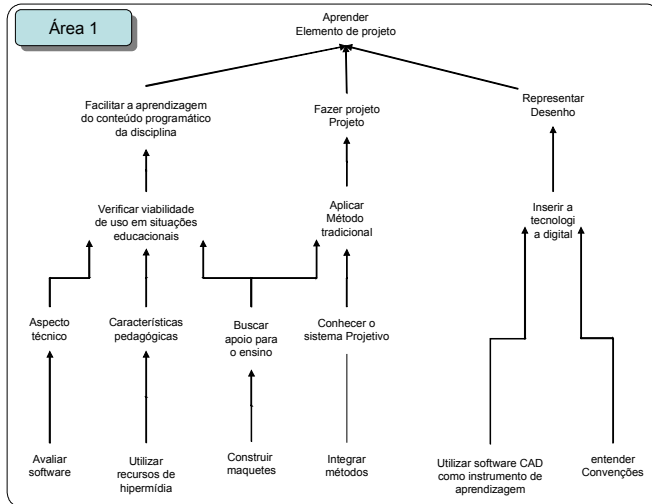 Área 1
Aprender
Elemento de projeto
Facilitar a aprendizagem
do conteúdo programático
da disciplina
Fazer projeto
Projeto
Representar
Desenho
Verificar viabilidade
de uso em situações
educacionais
Aplicar
Método
tradicional
Inserir a
tecnologi
a digital
Aspecto
técnico
Características
pedagógicas
Buscar
apoio para
o ensino
Conhecer o
sistema Projetivo
Avaliar
software
Utilizar
recursos de
hipermídia
Construir
maquetes
Integrar
métodos
Utilizar software CAD
como instrumento de
aprendizagem
entender
Convenções